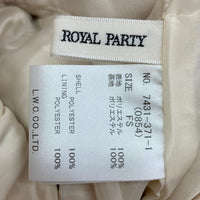 ROYAL PARTY
NO. 7431-371-1
(0854)
SIZE FS
表地 ポリエステル 100%
裏地 ポリエステル 100%
SHELL
POLYESTER 100%
LINING
POLYESTER 100%
L.W.G.CO.,LTD.